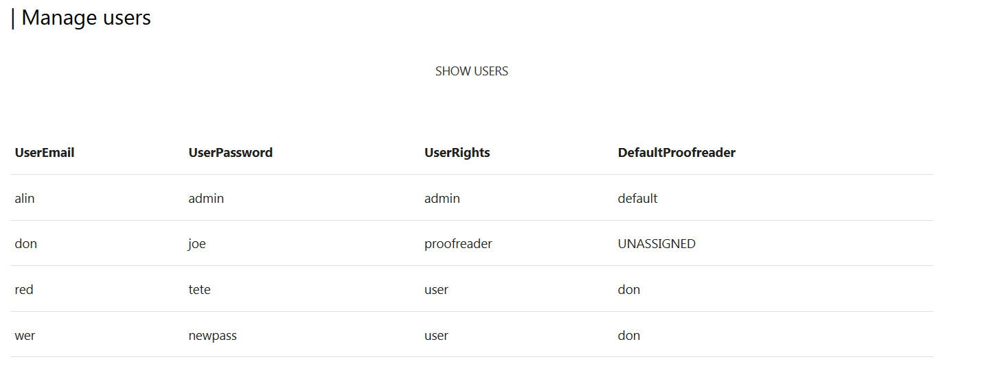 | Manage users
SHOW USERS
UserEmail UserPassword UserRights DefaultProofreader
alin admin admin default
don joe proofreader UNASSIGNED
red tete user don
wer newpass user don